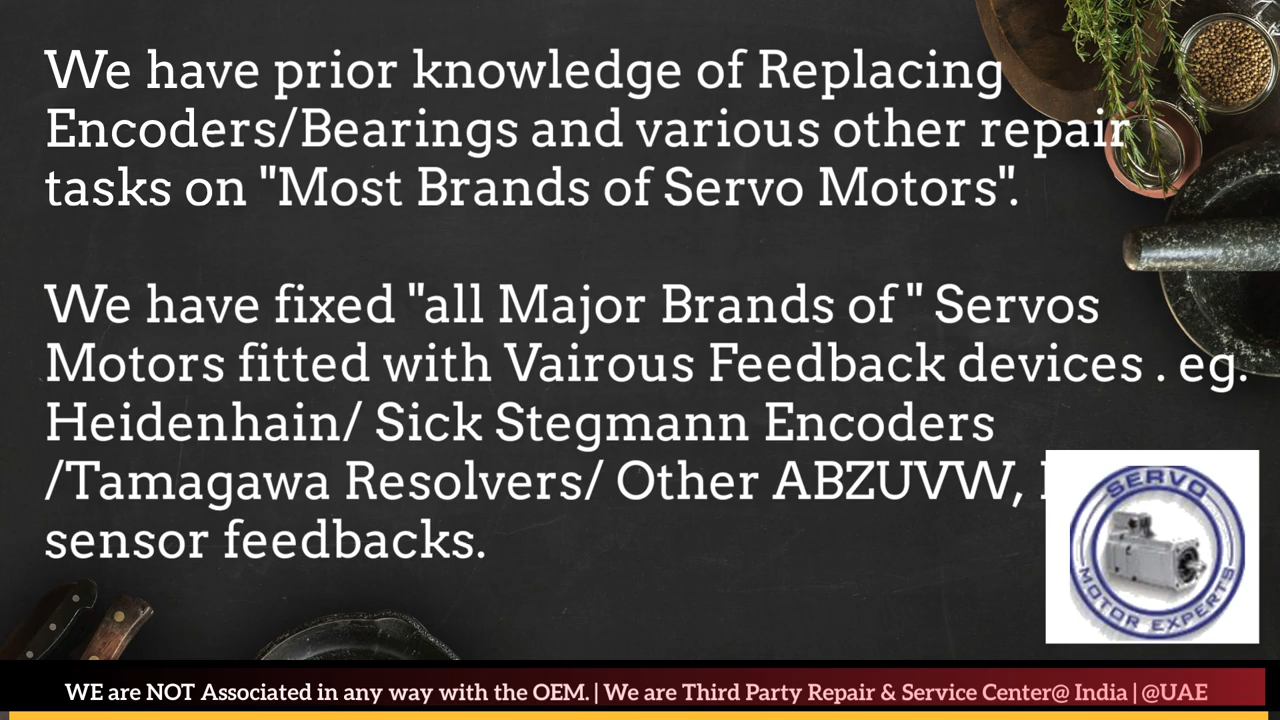 We have prior knowledge of Replacing
Encoders/Bearings and various other repair
tasks on "Most Brands of Servo Motors".
We have fixed "all Major Brands of " Servos
Motors fitted with Vairous Feedback devices . eg.
Heidenhain/ Sick Stegmann Encoders
/Tamagawa Resolvers/ Other ABZUVW,
sensor feedbacks.
SERVO
MOTOR EXPERTS
WE are NOT Associated in any way with the OEM. | We are Third Party Repair & Service Center@ India | @UAE